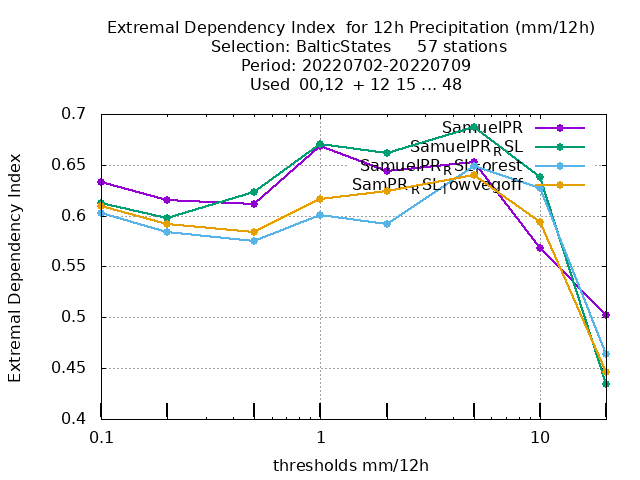 Extremal Dependency Index for 12h Precipitation (mm/12h)
Selection: BalticStates 57 stations
Period: 20220702-20220709
Used 00,12 + 12 15 ... 48
Extremal Dependency Index
0.7
0.65
0.6
0.55
0.5
0.45
0.4
0.1
1
10
thresholds mm/12h
SamuelPR
SamuelPR_RSL